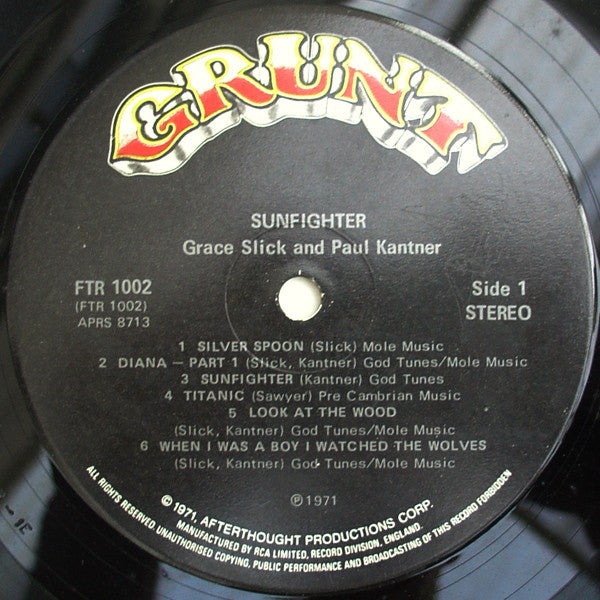 GRUNT
SUNFIGHTER
Grace Slick and Paul Kantner
FTR 1002
(FTR 1002)
APRS 8713
Side 1
STEREO
1 SILVER SPOON (Slick) Mole Music
2 DIANA — PART 1 (Slick, Kantner) God Tunes/Mole Music
3 SUNFIGHTER (Kantner) God Tunes
4 TITANIC (Sawyer) Pre Cambrian Music
5 LOOK AT THE WOOD
(Slick, Kantner) God Tunes/Mole Music
6 WHEN I WAS A BOY I WATCHED THE WOLVES
(Slick, Kantner) God Tunes/Mole Music
℗ 1971
© 1971, AFTERTHOUGHT PRODUCTIONS CORP.
MANUFACTURED BY RCA LIMITED, RECORD DIVISION, ENGLAND.
ALL RIGHTS RESERVED UNAUTHORISED COPYING, PUBLIC PERFORMANCE AND BROADCASTING OF THIS RECORD FORBIDDEN